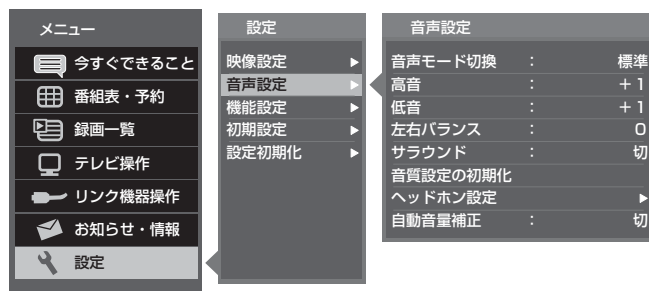 メニュー
今すぐできること
番組表・予約
録画一覧
テレビ操作
リンク機器操作
お知らせ・情報
設定
設定
映像設定
音声設定
機能設定
初期設定
設定初期化
音声設定
音声モード切換 : 標準
高音 : +1
低音 : +1
左右バランス : 0
サラウンド : 切
音質設定の初期化
ヘッドホン設定
自動音量補正 : 切